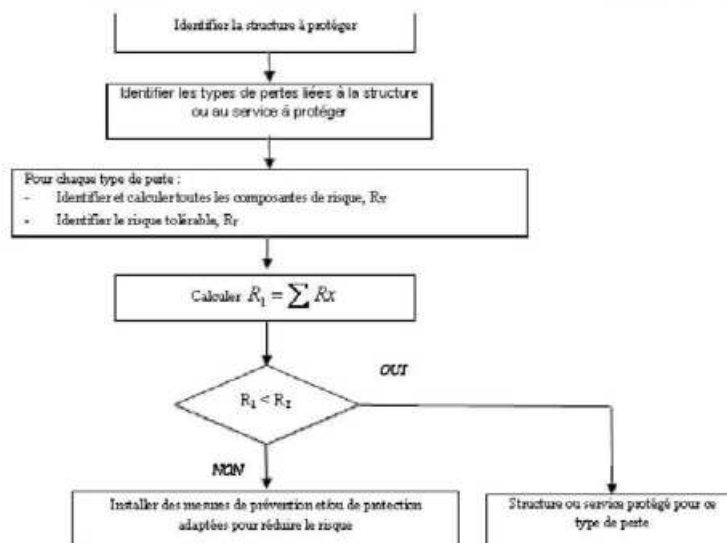 Identifier la structure à protéger
Identifier les types de pertes liées à la structure
ou au service à protéger
Pour chaque type de perte :
- Identifier et calculer toutes les composantes de risque, RX
- Identifier le risque tolérable, RT
Calculer R1 = ∑ Rx
OUI
R1 < RT
NON
Installer des mesures de prévention et/ou de protection
adaptées pour réduire le risque
Structure ou service protégé pour ce
type de perte